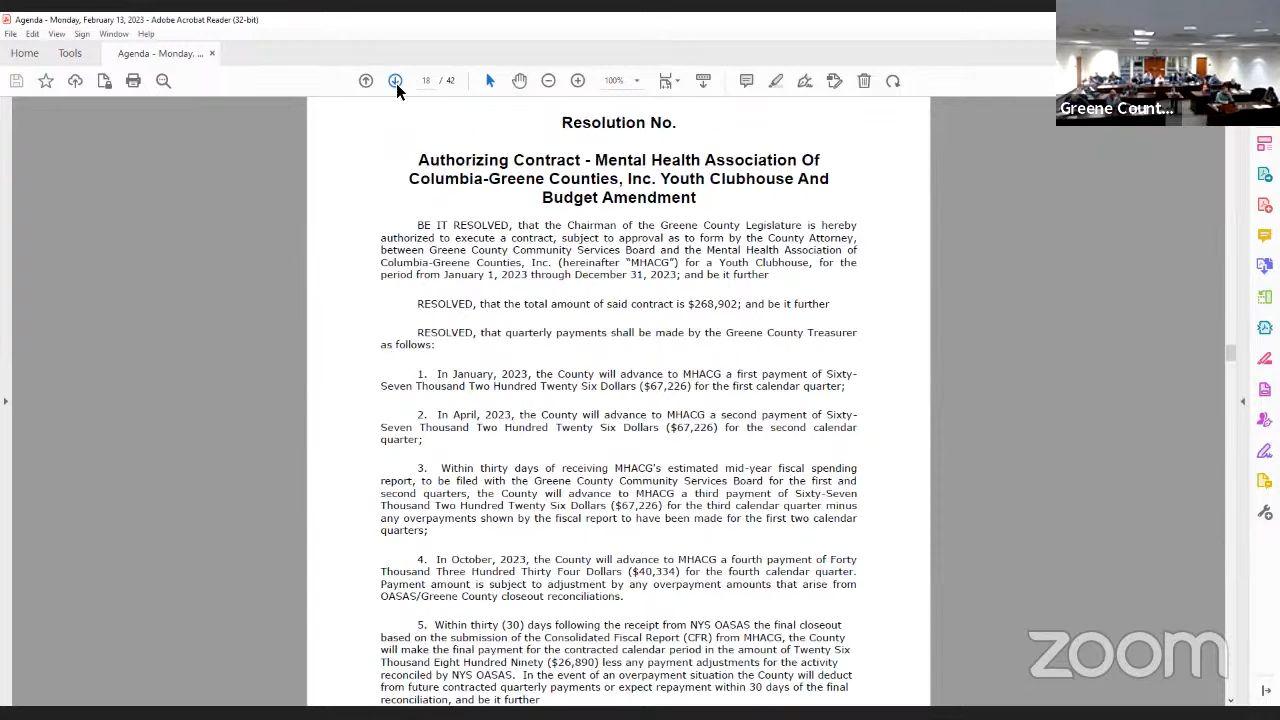 Agenda - Monday, February 13, 2023 - Adobe Acrobat Reader (32-bit)
File Edit View Sign Window Help
Home Tools Agenda - Monday, ... ×
18 / 42 100%
Greene Count...
Resolution No.
Authorizing Contract - Mental Health Association Of
Columbia-Greene Counties, Inc. Youth Clubhouse And
Budget Amendment
BE IT RESOLVED, that the Chairman of the Greene County Legislature is hereby
authorized to execute a contract, subject to approval as to form by the County Attorney,
between Greene County Community Services Board and the Mental Health Association of
Columbia-Greene Counties, Inc. (hereinafter “MHACG”) for a Youth Clubhouse, for the
period from January 1, 2023 through December 31, 2023; and be it further
RESOLVED, that the total amount of said contract is $268,902; and be it further
RESOLVED, that quarterly payments shall be made by the Greene County Treasurer
as follows:
1. In January, 2023, the County will advance to MHACG a first payment of Sixty-
Seven Thousand Two Hundred Twenty Six Dollars ($67,226) for the first calendar quarter;
2. In April, 2023, the County will advance to MHACG a second payment of Sixty-
Seven Thousand Two Hundred Twenty Six Dollars ($67,226) for the second calendar
quarter;
3. Within thirty days of receiving MHACG's estimated mid-year fiscal spending
report, to be filed with the Greene County Community Services Board for the first and
second quarters, the County will advance to MHACG a third payment of Sixty-Seven
Thousand Two Hundred Twenty Six Dollars ($67,226) for the third calendar quarter minus
any overpayments shown by the fiscal report to have been made for the first two calendar
quarters;
4. In October, 2023, the County will advance to MHACG a fourth payment of Forty
Thousand Three Hundred Thirty Four Dollars ($40,334) for the fourth calendar quarter.
Payment amount is subject to adjustment by any overpayment amounts that arise from
OASAS/Greene County closeout reconciliations.
5. Within thirty (30) days following the receipt from NYS OASAS the final closeout
based on the submission of the Consolidated Fiscal Report (CFR) from MHACG, the County
will make the final payment for the contracted calendar period in the amount of Twenty Six
Thousand Eight Hundred Ninety ($26,890) less any payment adjustments for the activity
reconciled by NYS OASAS. In the event of an overpayment situation the County will deduct
from future contracted quarterly payments or expect repayment within 30 days of the final
reconciliation, and be it further
zoom